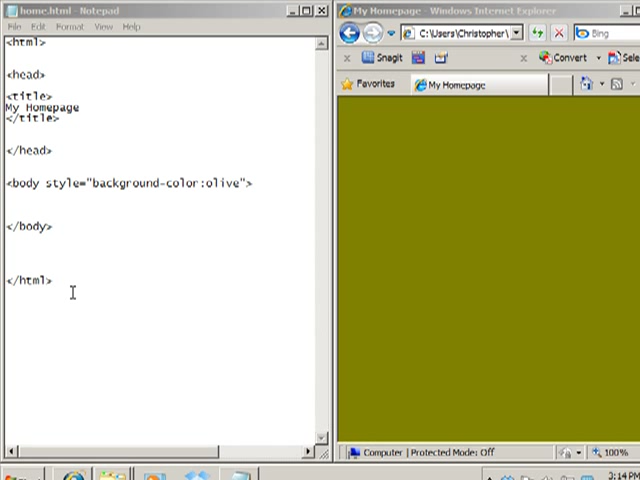 home.html - Notepad
File Edit Format View Help
<html>
<head>
<title>
My Homepage
</title>
</head>
<body style="background-color:olive">
</body>
</html>
My Homepage - Windows Internet Explorer
C:\Users\Christopher\
Bing
Snagit
Convert
Favorites
My Homepage
Computer | Protected Mode: Off
100%
3:14 PM